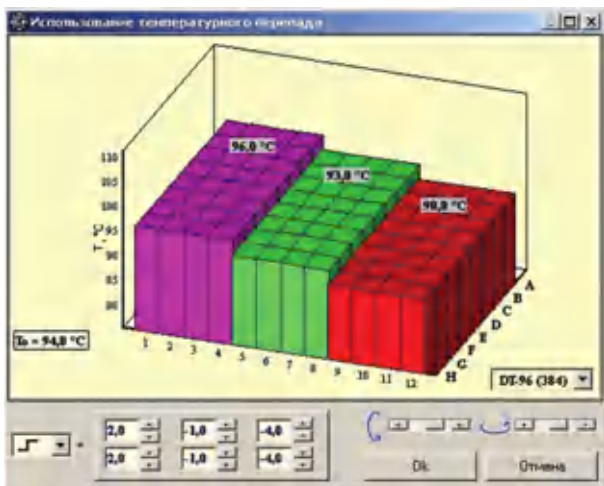 Использование температурного перепада
96,0 °C
93,0 °C
90,0 °C
110
105
100
95
90
85
80
T, °C
To = 94,0 °C
1 2 3 4 5 6 7 8 9 10 11 12
A
B
C
D
E
F
G
H
DT-96 (384)
= 2,0 -1,0 -4,0
2,0 -1,0 -4,0
Ok Отмена